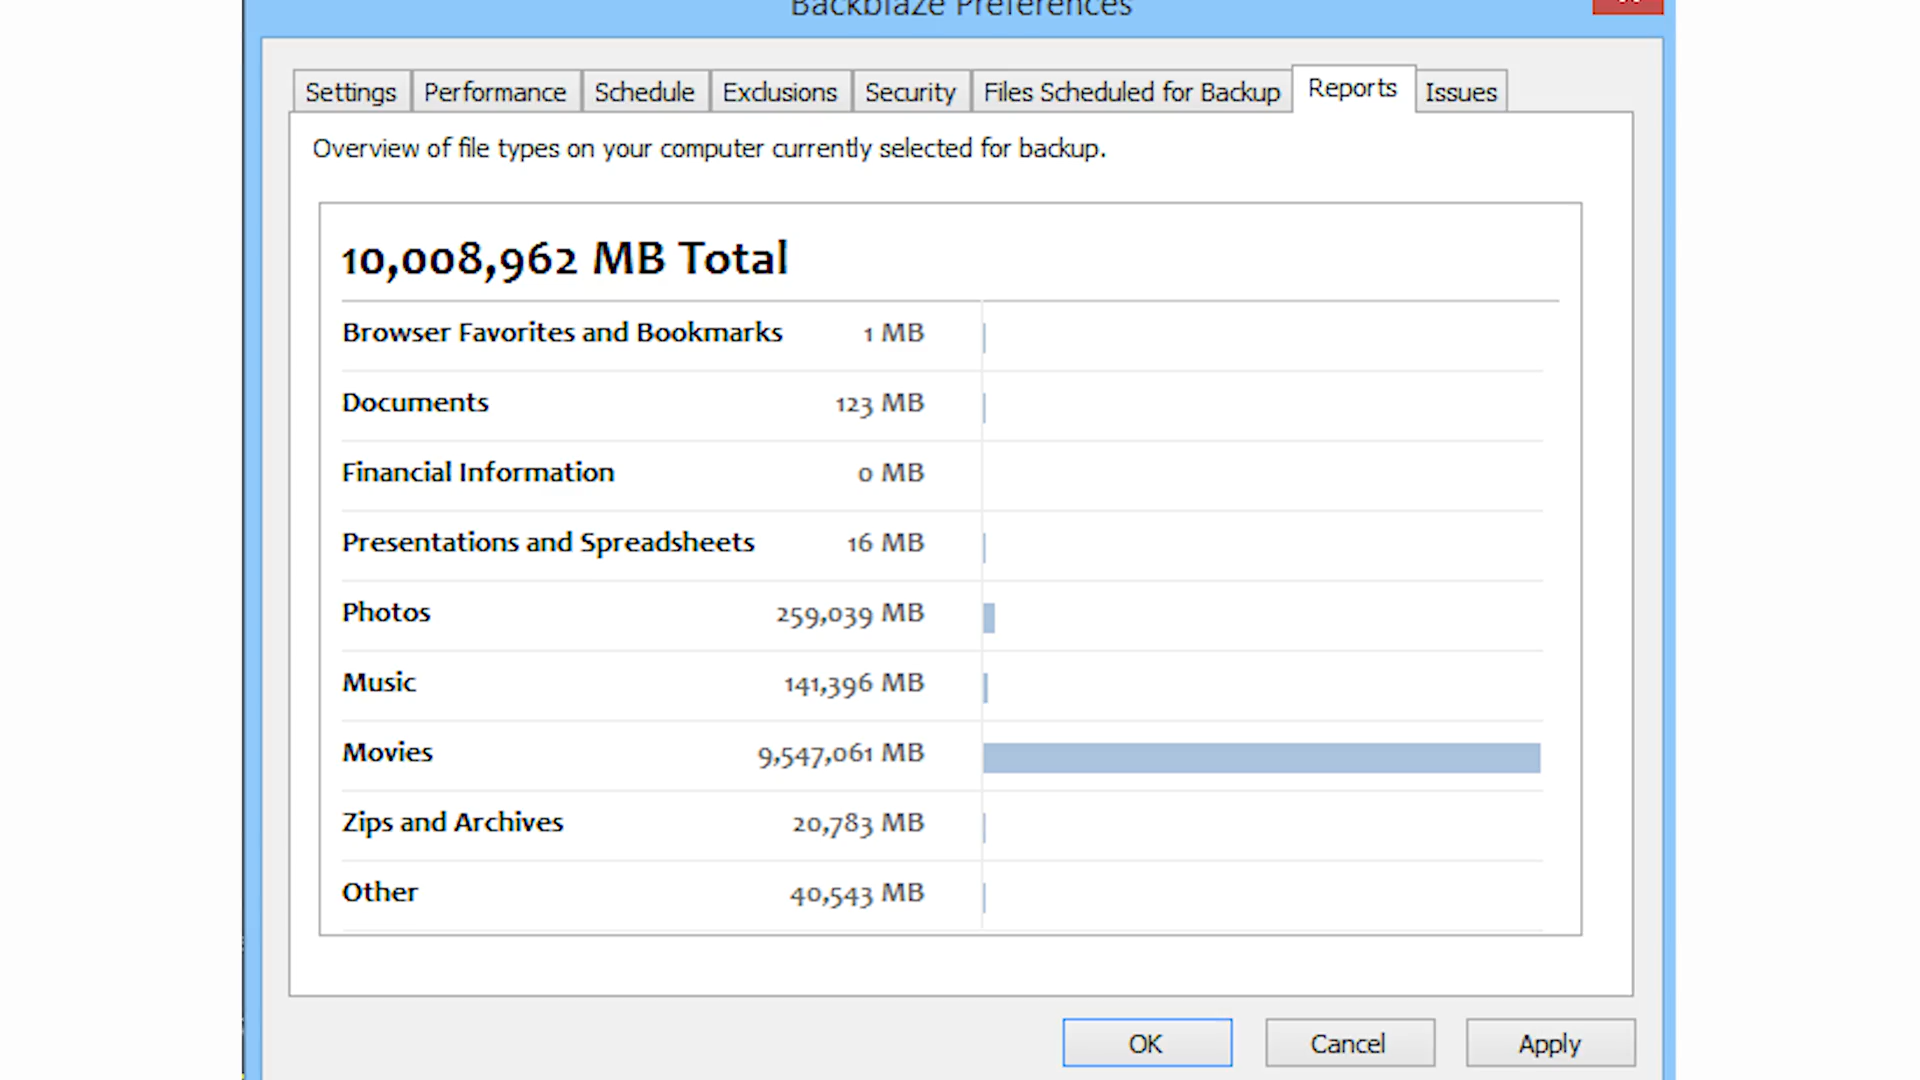 Backblaze Preferences
Settings Performance Schedule Exclusions Security Files Scheduled for Backup Reports Issues
Overview of file types on your computer currently selected for backup.
10,008,962 MB Total
Browser Favorites and Bookmarks 1 MB
Documents 123 MB
Financial Information 0 MB
Presentations and Spreadsheets 16 MB
Photos 259,039 MB
Music 141,396 MB
Movies 9,547,061 MB
Zips and Archives 20,783 MB
Other 40,543 MB
OK Cancel Apply